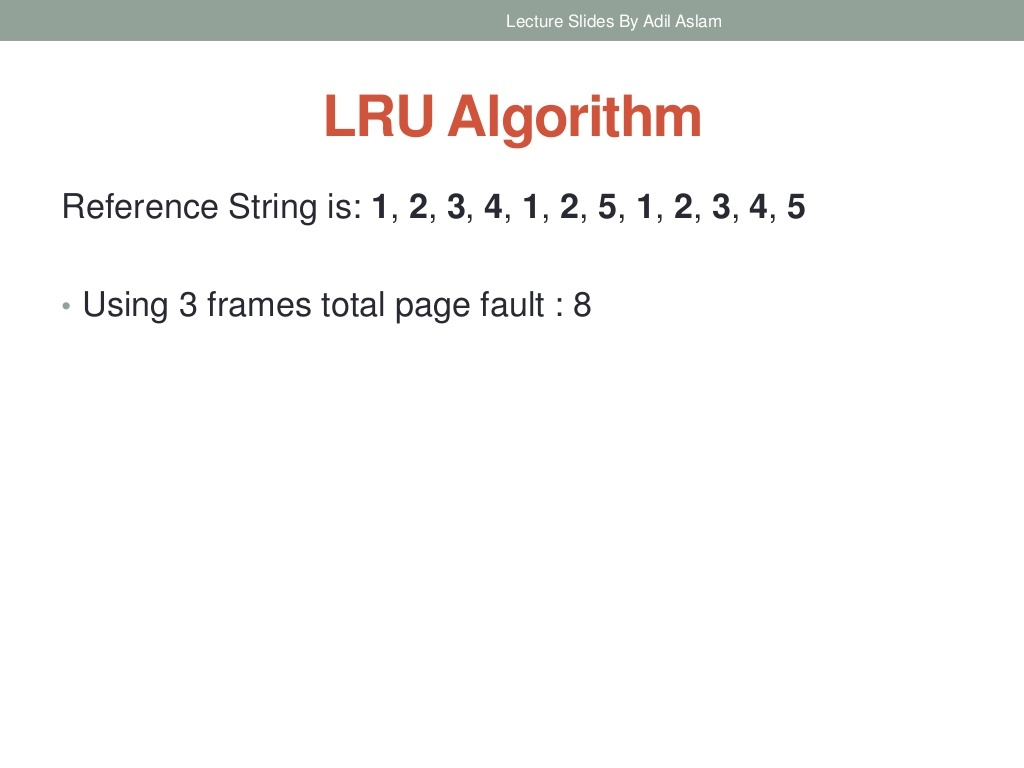 Lecture Slides By Adil Aslam
LRU Algorithm
Reference String is: 1, 2, 3, 4, 1, 2, 5, 1, 2, 3, 4, 5
• Using 3 frames total page fault : 8